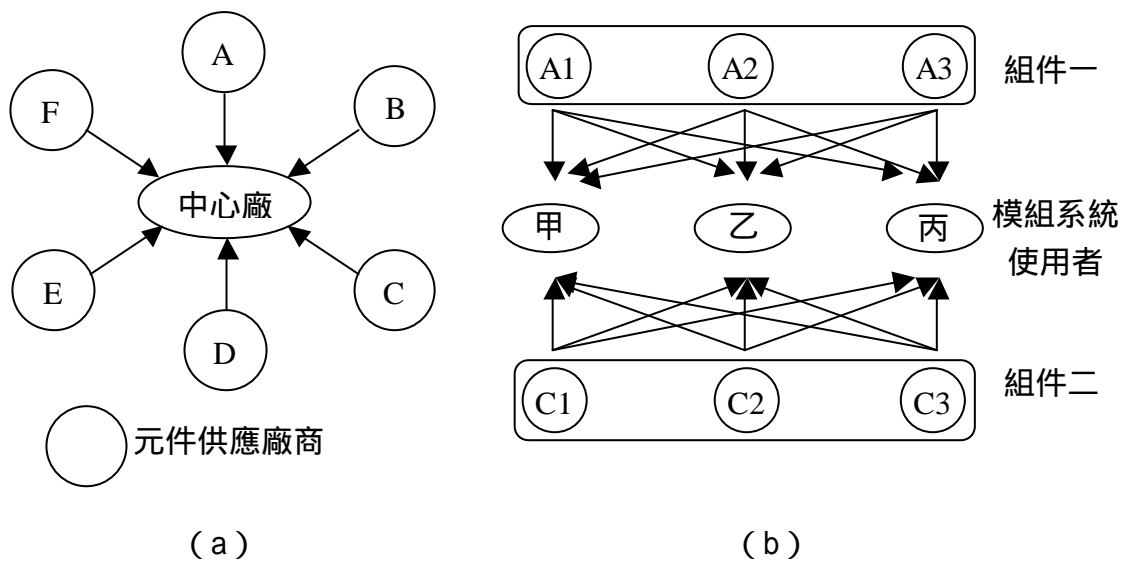 A
F
B
中心廠
E
C
D
元件供應廠商
（a）
A1 A2 A3
組件一
甲 乙 丙
模組系統
使用者
C1 C2 C3
組件二
（b）